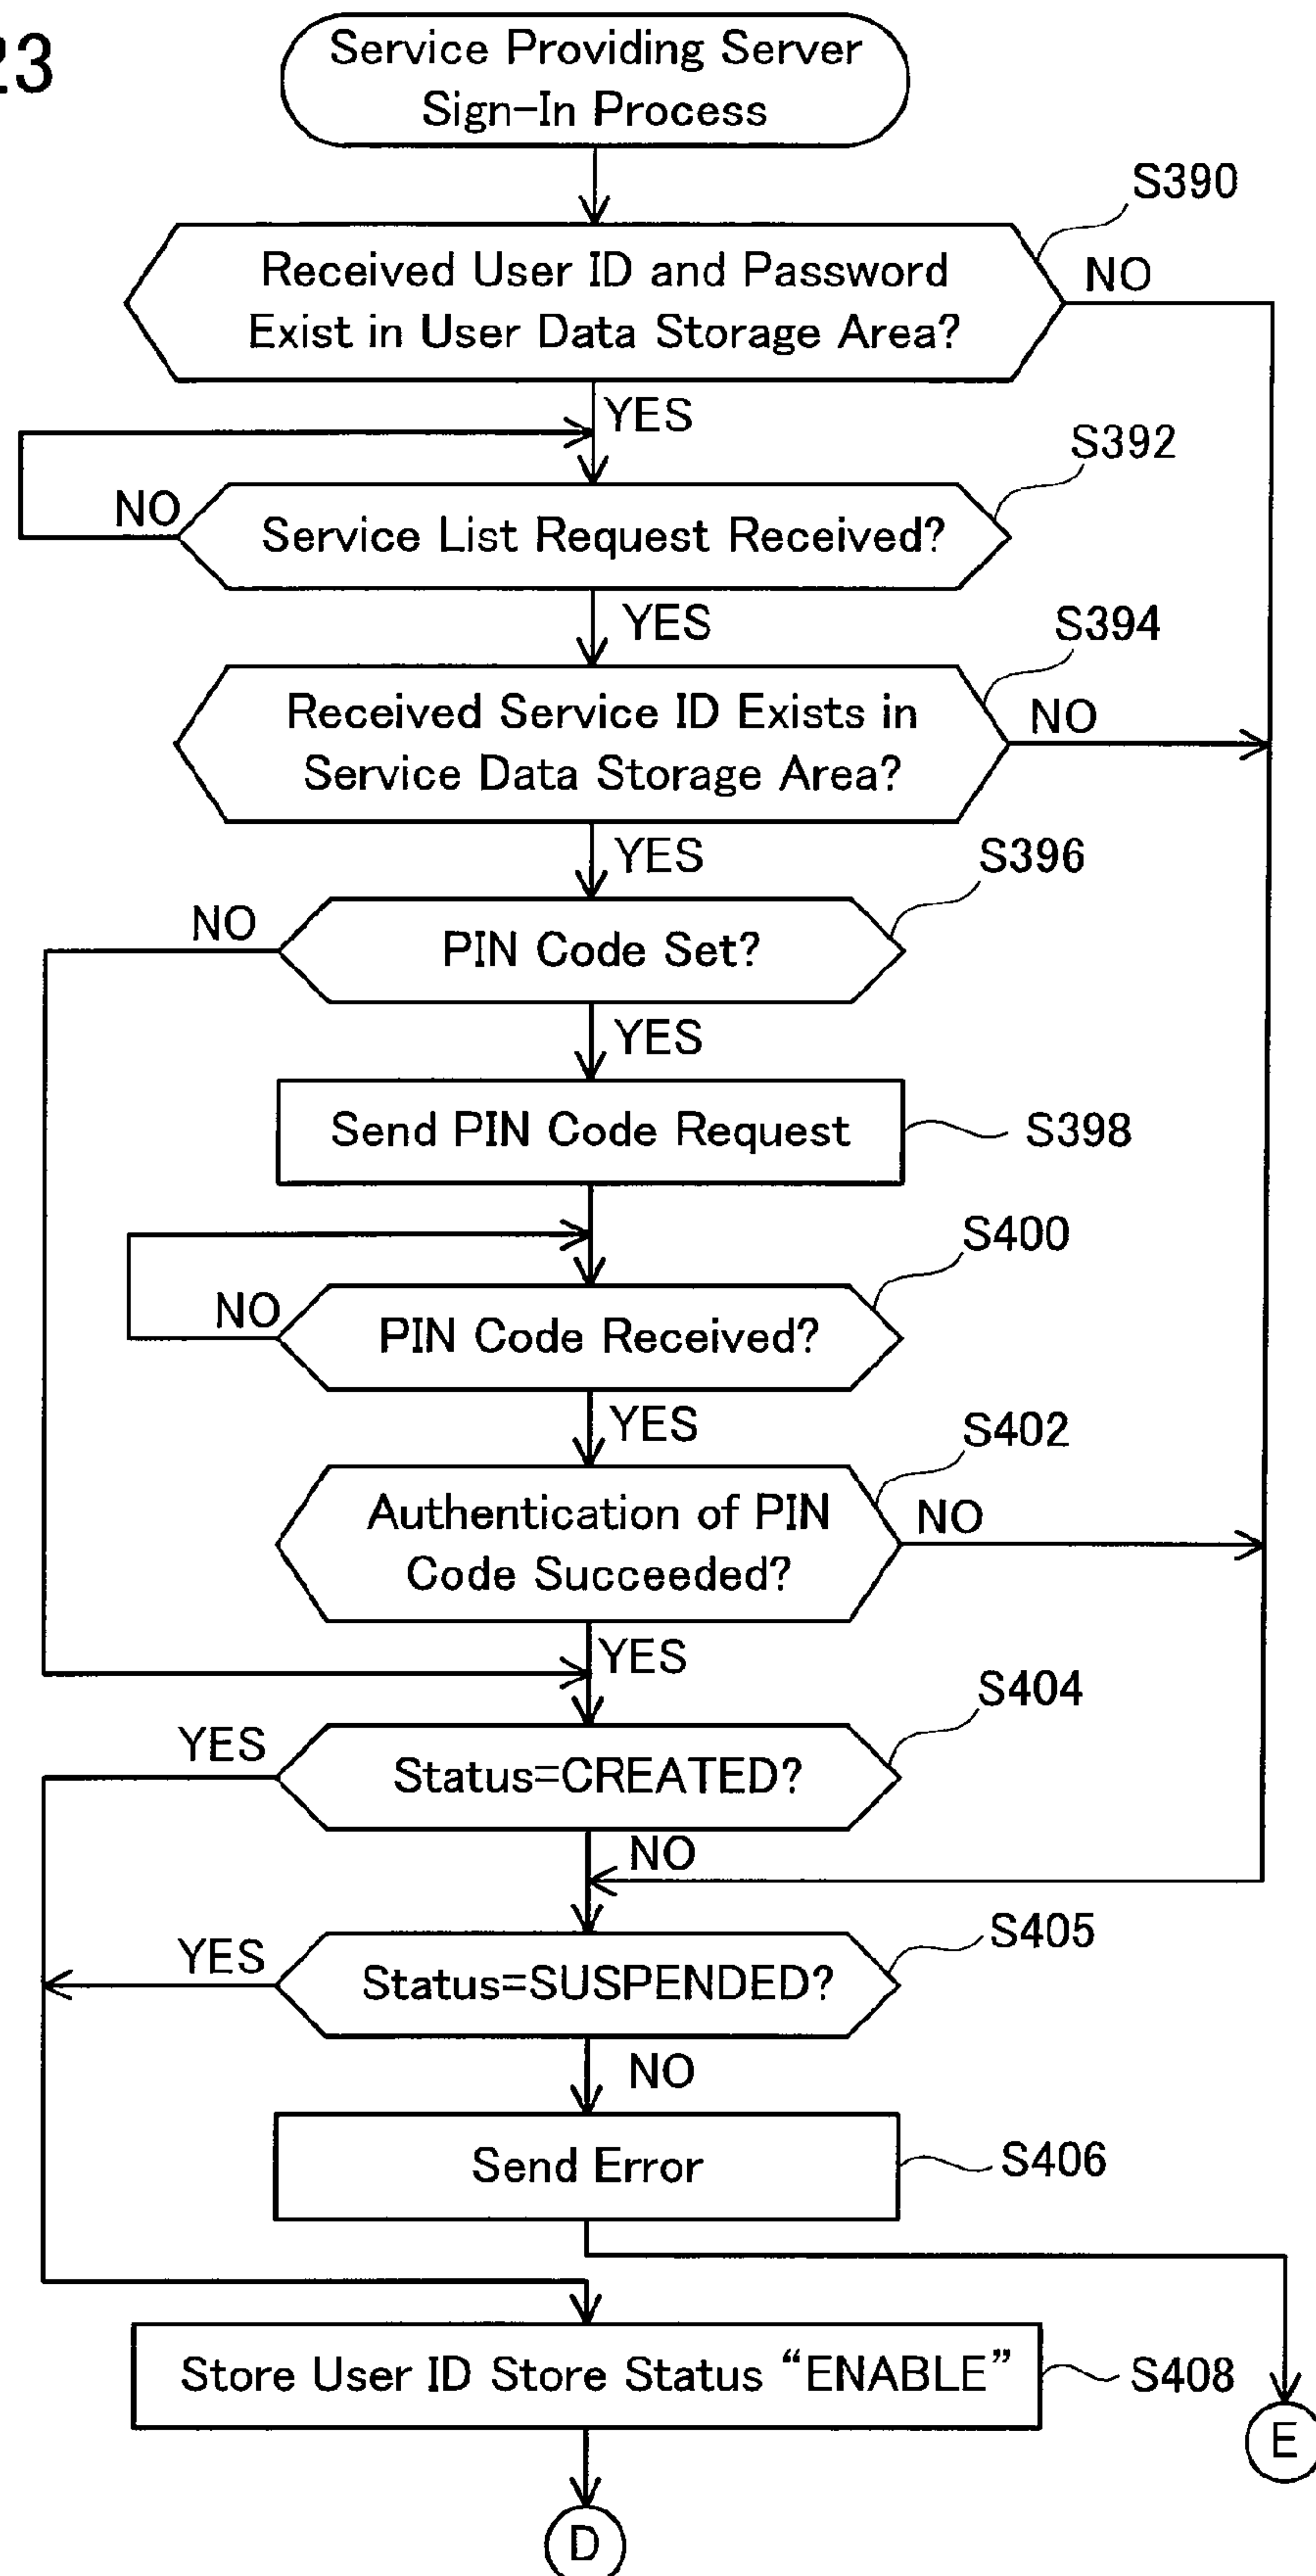 23
Service Providing Server
Sign-In Process
S390
Received User ID and Password
Exist in User Data Storage Area?
NO
YES
S392
NO
Service List Request Received?
YES
S394
Received Service ID Exists in
Service Data Storage Area?
NO
YES
S396
NO
PIN Code Set?
YES
Send PIN Code Request
S398
S400
NO
PIN Code Received?
YES
S402
Authentication of PIN
Code Succeeded?
NO
YES
S404
YES
Status=CREATED?
NO
S405
YES
Status=SUSPENDED?
NO
Send Error
S406
Store User ID Store Status “ENABLE”
S408
E
D